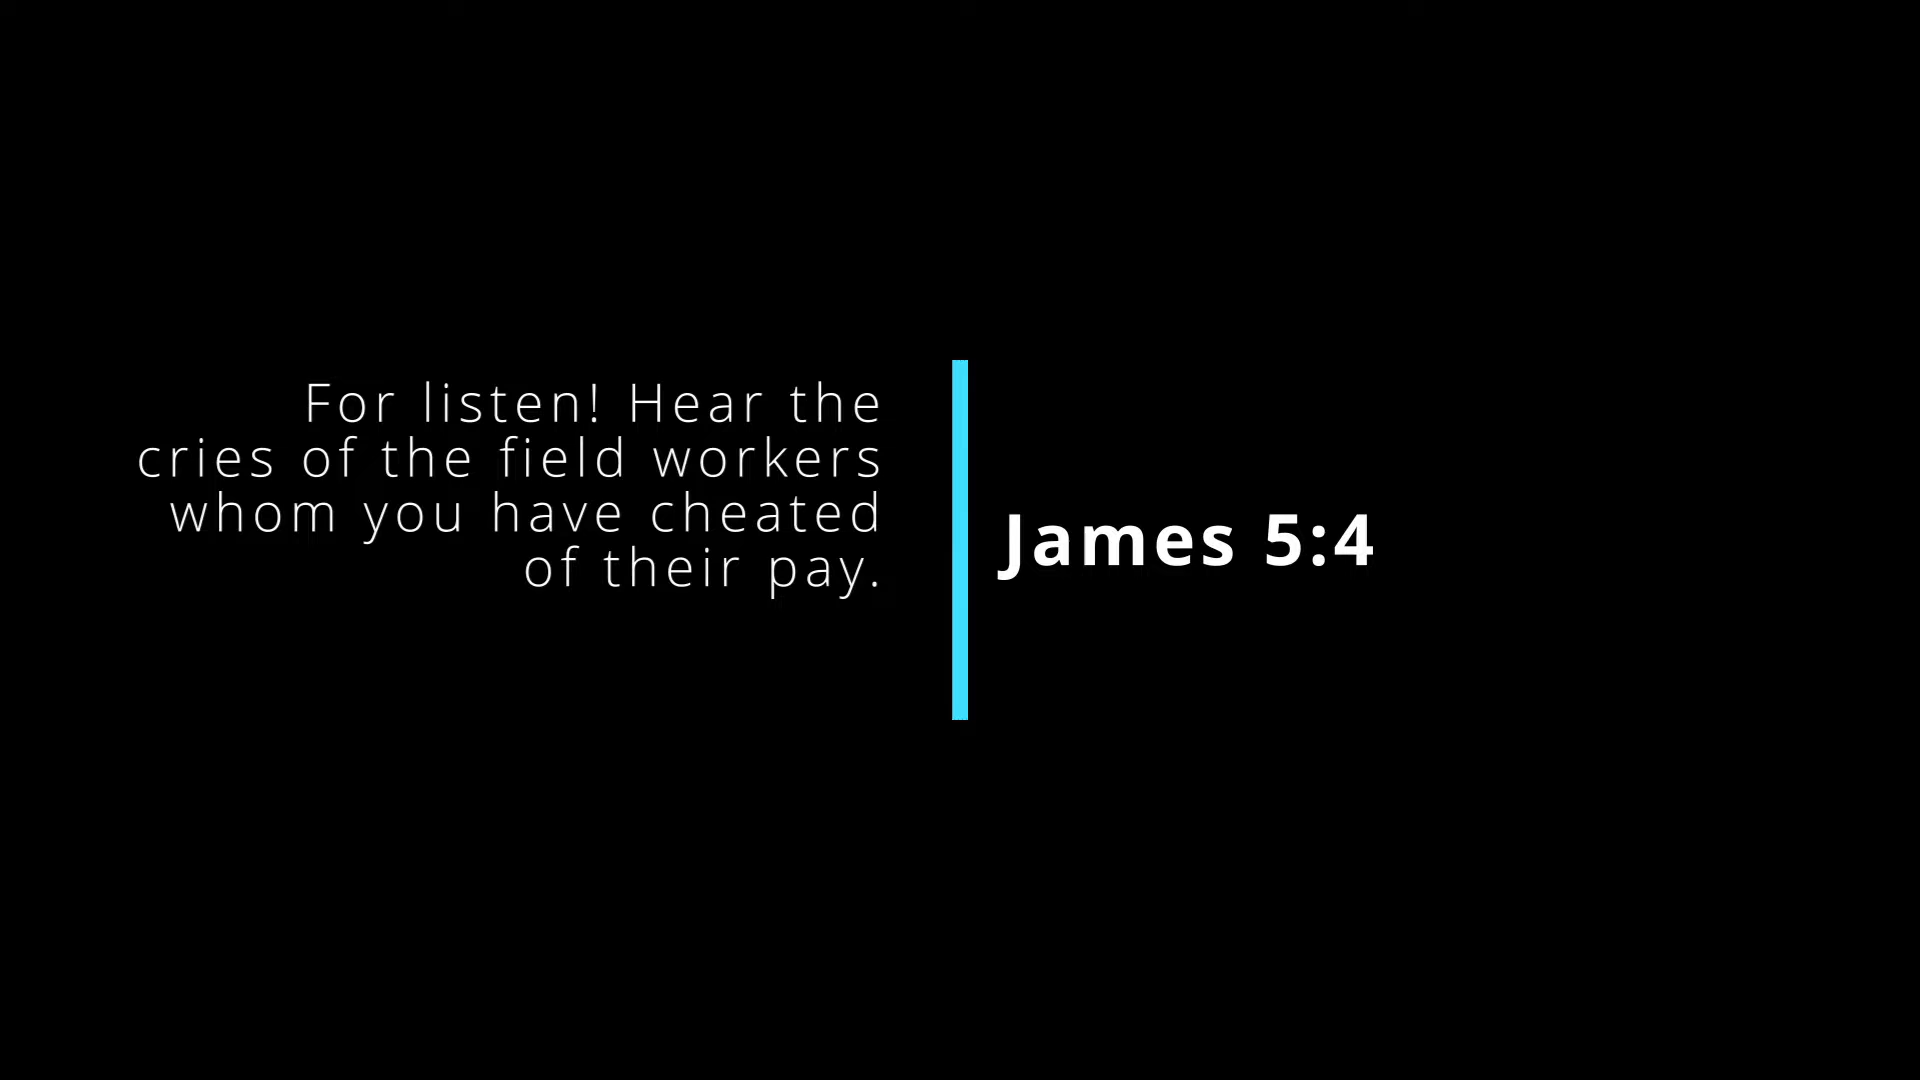 For listen! Hear the
cries of the field workers
whom you have cheated
of their pay.
James 5:4